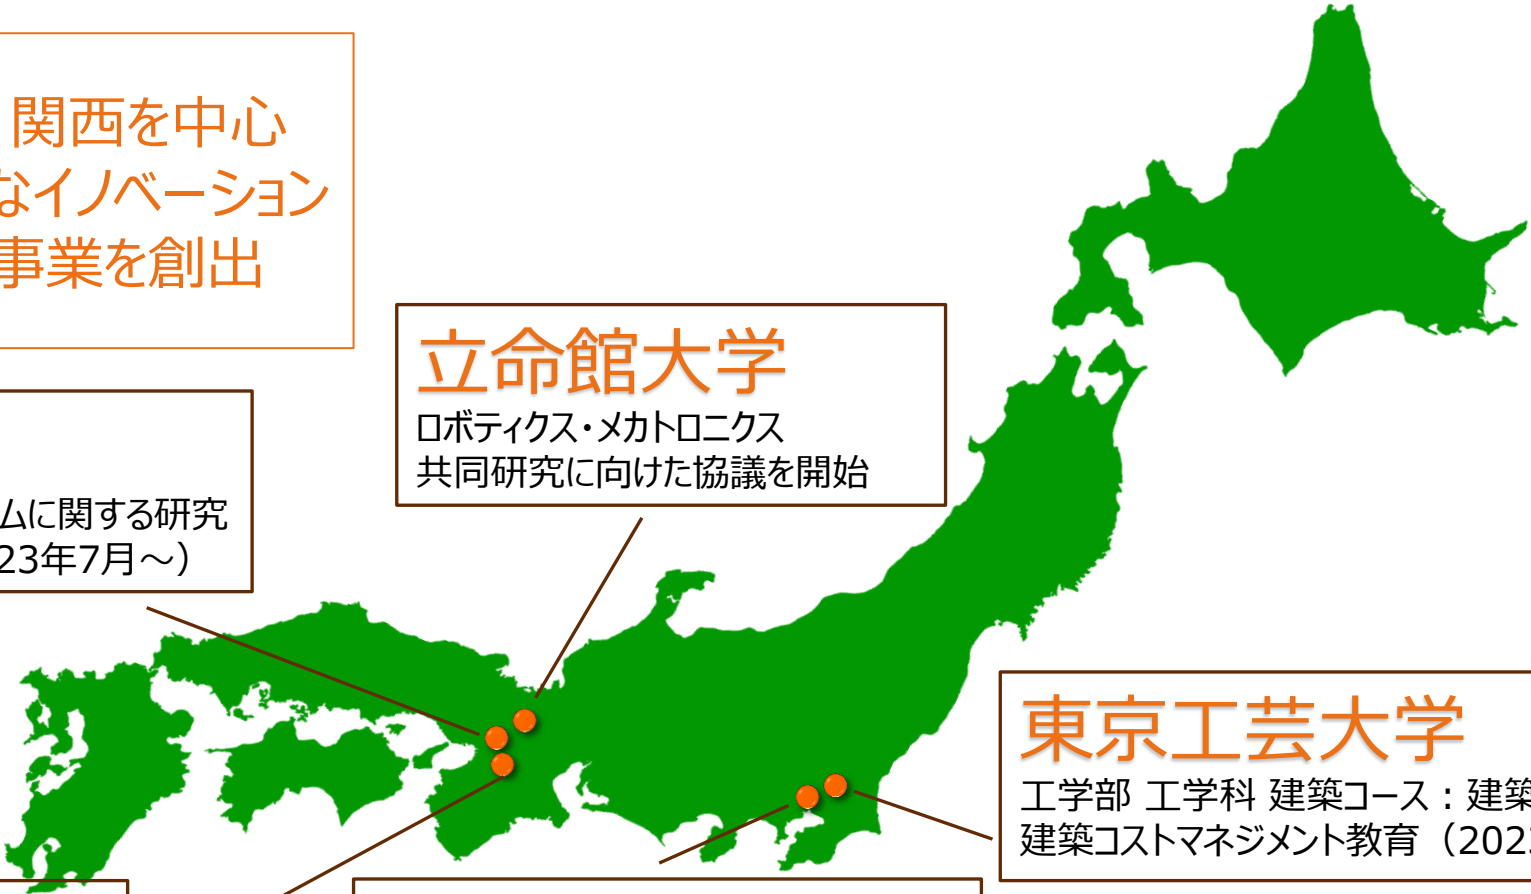 関西を中心
なイノベーション
事業を創出
立命館大学
ロボティクス・メカトロニクス
共同研究に向けた協議を開始
ムに関する研究
23年7月～）
東京工芸大学
工学部 工学科 建築コース：建築
建築コストマネジメント教育（202